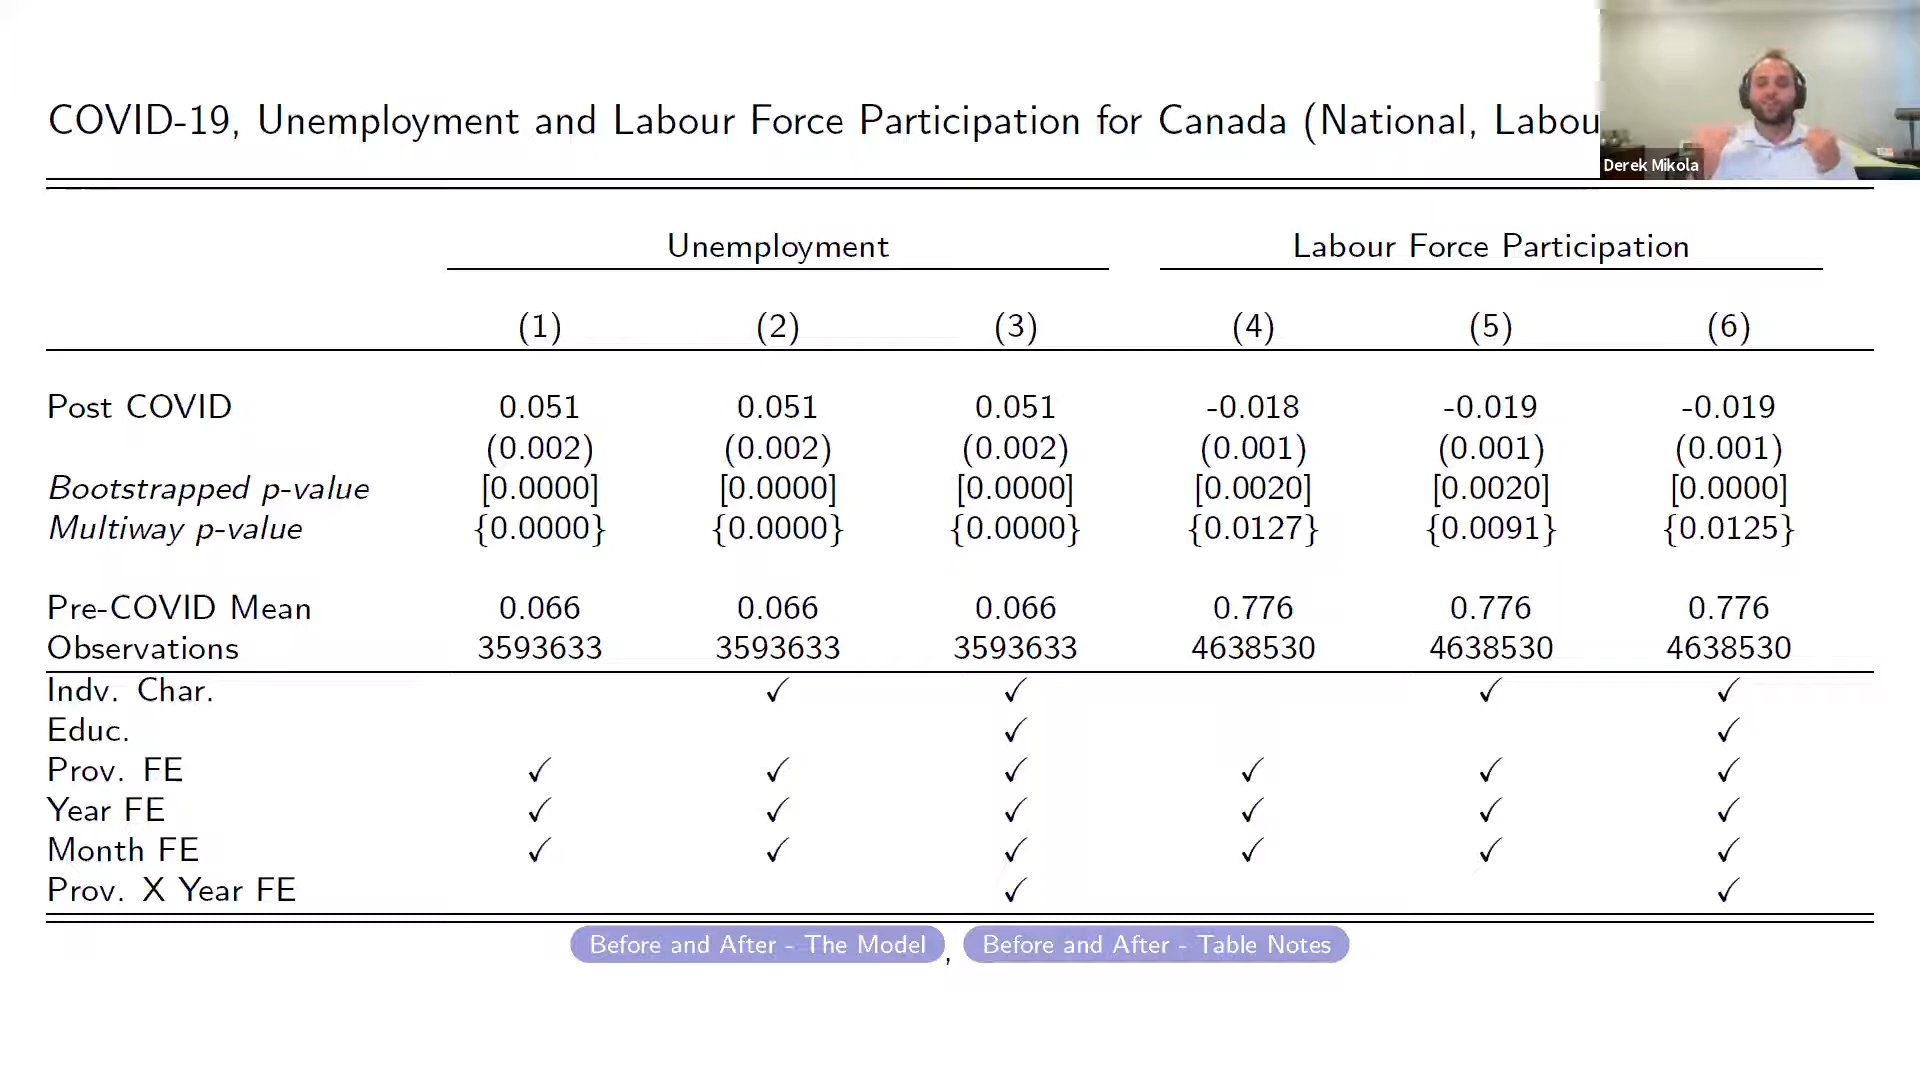 COVID-19, Unemployment and Labour Force Participation for Canada (National, Labou
Derek Mikola
Unemployment Labour Force Participation
(1) (2) (3) (4) (5) (6)
Post COVID 0.051 0.051 0.051 -0.018 -0.019 -0.019
(0.002) (0.002) (0.002) (0.001) (0.001) (0.001)
Bootstrapped p-value [0.0000] [0.0000] [0.0000] [0.0020] [0.0020] [0.0000]
Multiway p-value {0.0000} {0.0000} {0.0000} {0.0127} {0.0091} {0.0125}
Pre-COVID Mean 0.066 0.066 0.066 0.776 0.776 0.776
Observations 3593633 3593633 3593633 4638530 4638530 4638530
Indv. Char. ✓ ✓ ✓ ✓
Educ. ✓ ✓
Prov. FE ✓ ✓ ✓ ✓ ✓ ✓
Year FE ✓ ✓ ✓ ✓ ✓ ✓
Month FE ✓ ✓ ✓ ✓ ✓ ✓
Prov. X Year FE ✓ ✓
Before and After - The Model , Before and After - Table Notes